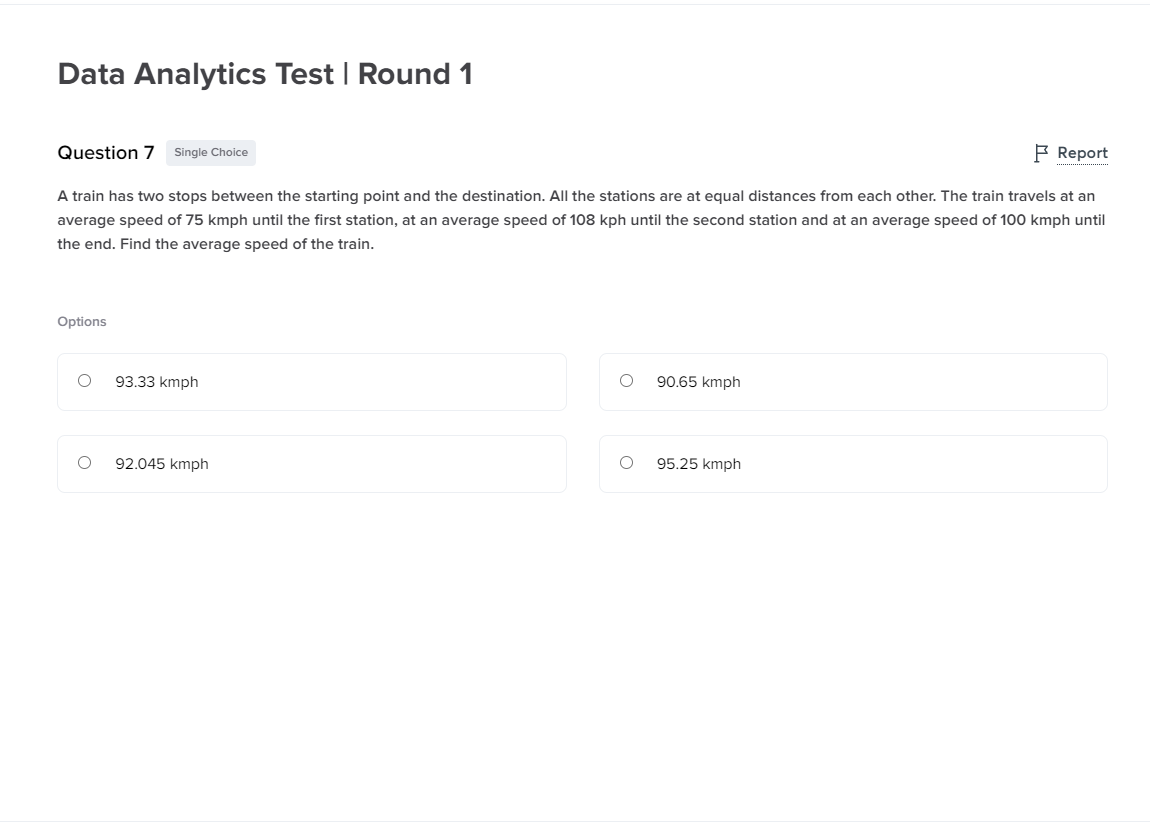 Data Analytics Test | Round 1
Question 7
Single Choice
Report
A train has two stops between the starting point and the destination. All the stations are at equal distances from each other. The train travels at an
average speed of 75 kmph until the first station, at an average speed of 108 kph until the second station and at an average speed of 100 kmph until
the end. Find the average speed of the train.
Options
93.33 kmph
90.65 kmph
92.045 kmph
95.25 kmph